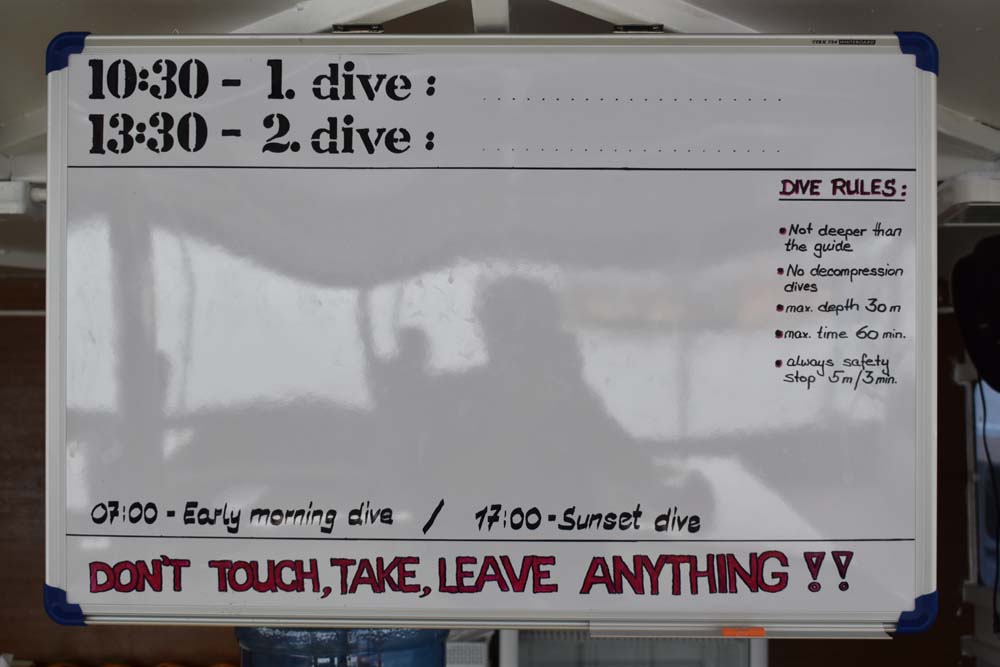 10:30 - 1. dive : .....................
13:30 - 2. dive : .....................
DIVE RULES:
• Not deeper than
the guide
• No decompression
dives
• max. depth 30m
• max. time 60 min.
• always safety
stop 5m/3min.
07:00 - Early morning dive / 17:00 - Sunset dive
DON'T TOUCH, TAKE, LEAVE ANYTHING !!